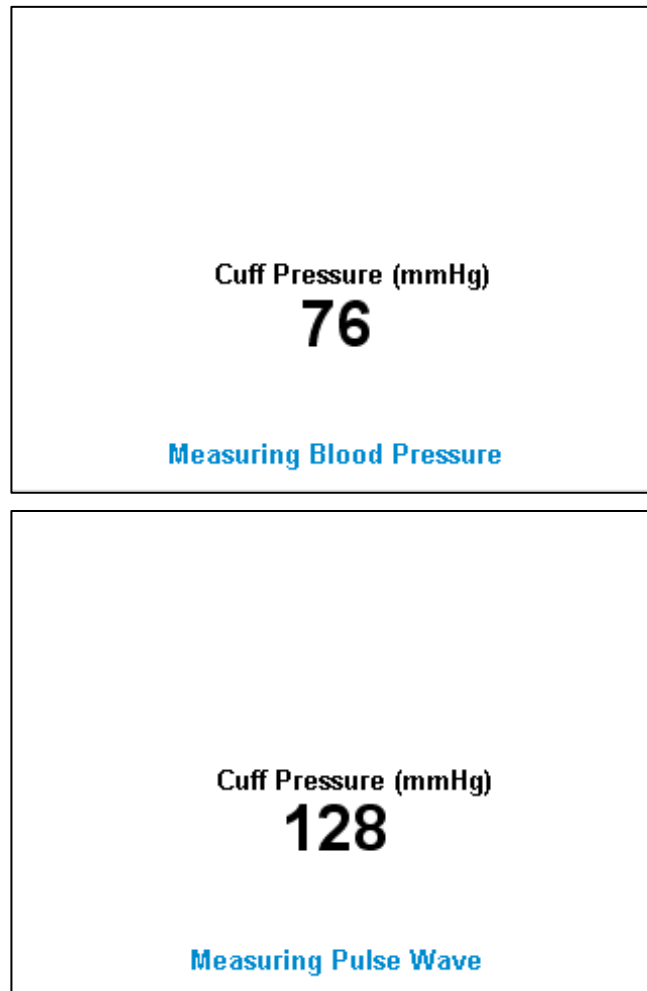 Cuff Pressure (mmHg)
76
Measuring Blood Pressure
Cuff Pressure (mmHg)
128
Measuring Pulse Wave